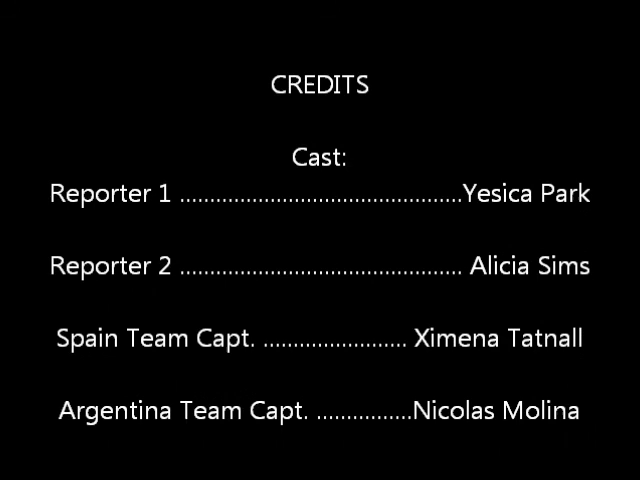 CREDITS
Cast:
Reporter 1 ...............................................Yesica Park
Reporter 2 ............................................... Alicia Sims
Spain Team Capt. ........................ Ximena Tatnall
Argentina Team Capt. ................Nicolas Molina